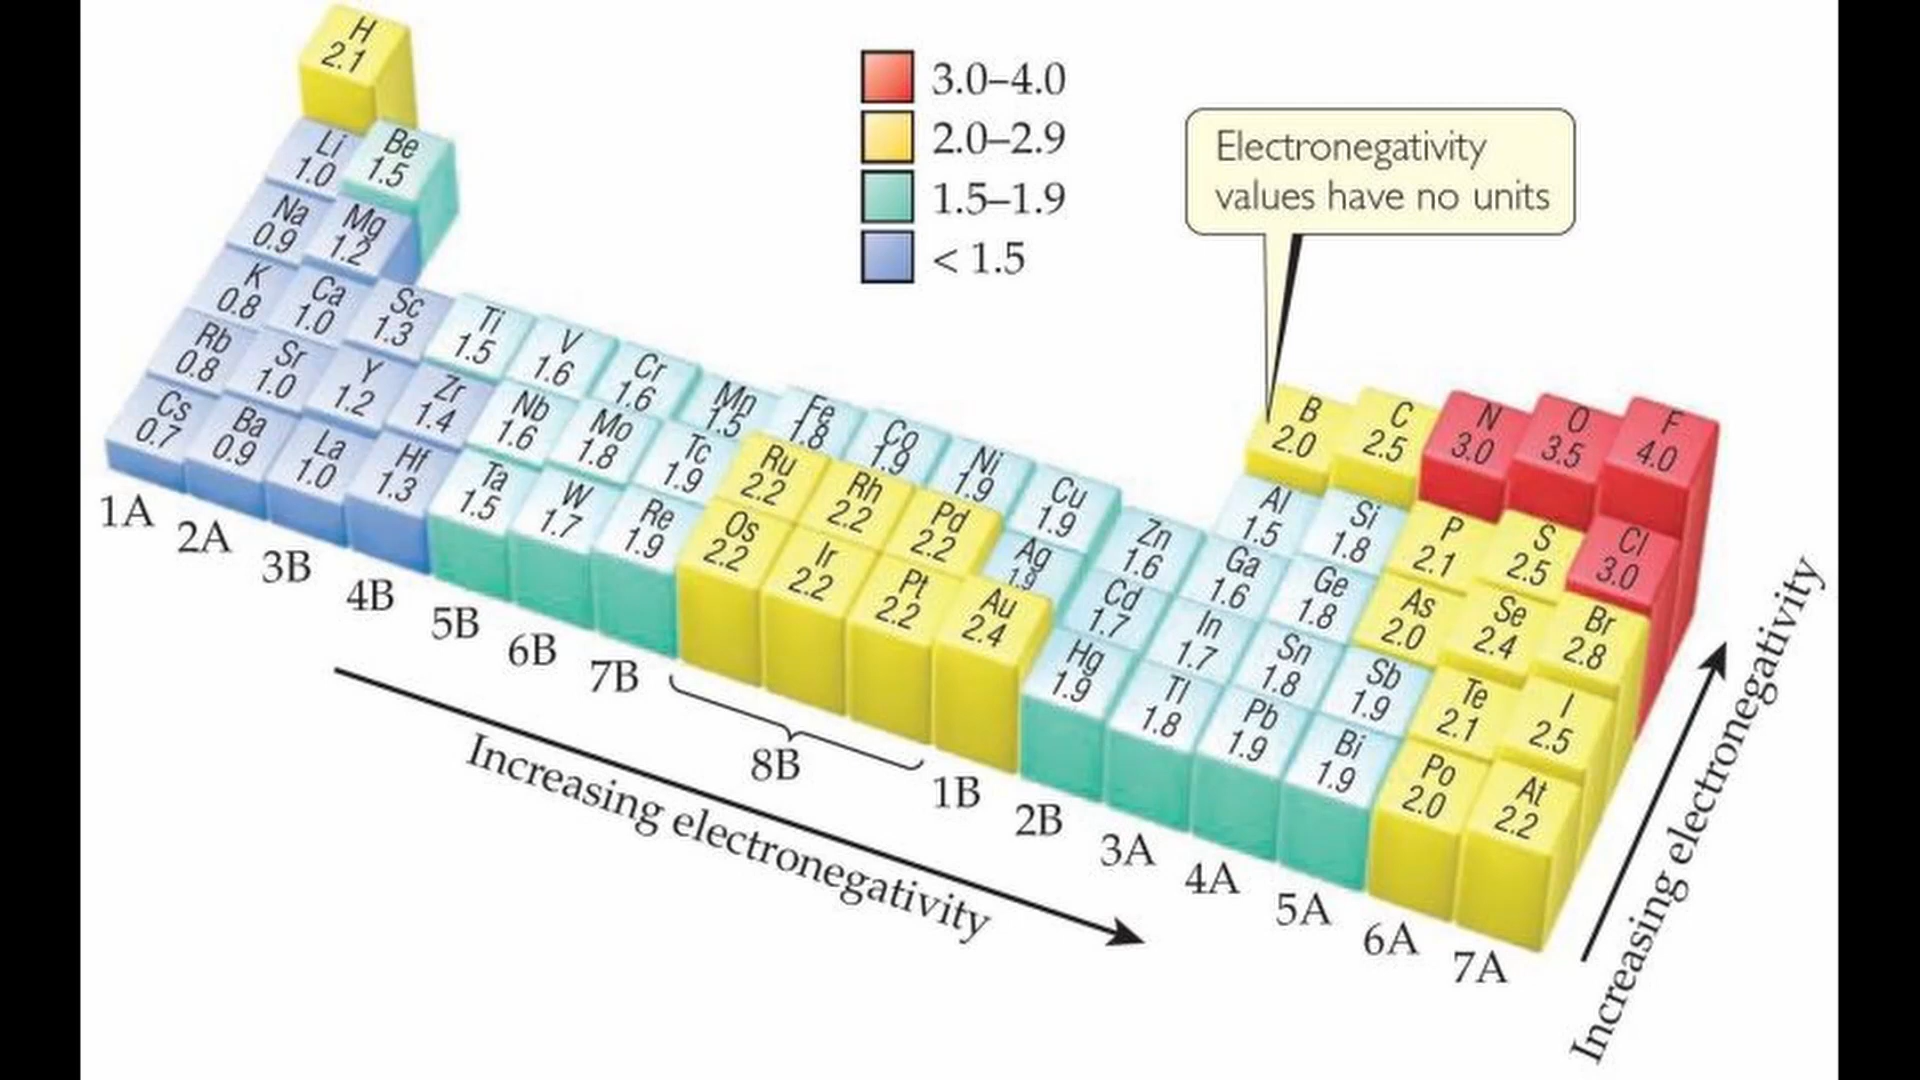 H
2.1
3.0–4.0
2.0–2.9
1.5–1.9
< 1.5
Electronegativity
values have no units
Li
1.0
Be
1.5
Na
0.9
Mg
1.2
K
0.8
Ca
1.0
Sc
1.3
Ti
1.5
V
1.6
Cr
1.6
Mn
1.5
Fe
1.8
Co
1.9
Ni
1.9
Cu
1.9
Zn
1.6
Rb
0.8
Sr
1.0
Y
1.2
Zr
1.4
Nb
1.6
Mo
1.8
Tc
1.9
Ru
2.2
Rh
2.2
Pd
2.2
Ag
1.9
Cd
1.7
Cs
0.7
Ba
0.9
La
1.0
Hf
1.3
Ta
1.5
W
1.7
Re
1.9
Os
2.2
Ir
2.2
Pt
2.2
Au
2.4
Hg
1.9
B
2.0
C
2.5
N
3.0
O
3.5
F
4.0
Al
1.5
Si
1.8
P
2.1
S
2.5
Cl
3.0
Ga
1.6
Ge
1.8
As
2.0
Se
2.4
Br
2.8
In
1.7
Sn
1.8
Sb
1.9
Te
2.1
I
2.5
Tl
1.8
Pb
1.9
Bi
1.9
Po
2.0
At
2.2
1A
2A
3B
4B
5B
6B
7B
8B
1B
2B
3A
4A
5A
6A
7A
Increasing electronegativity
Increasing electronegativity